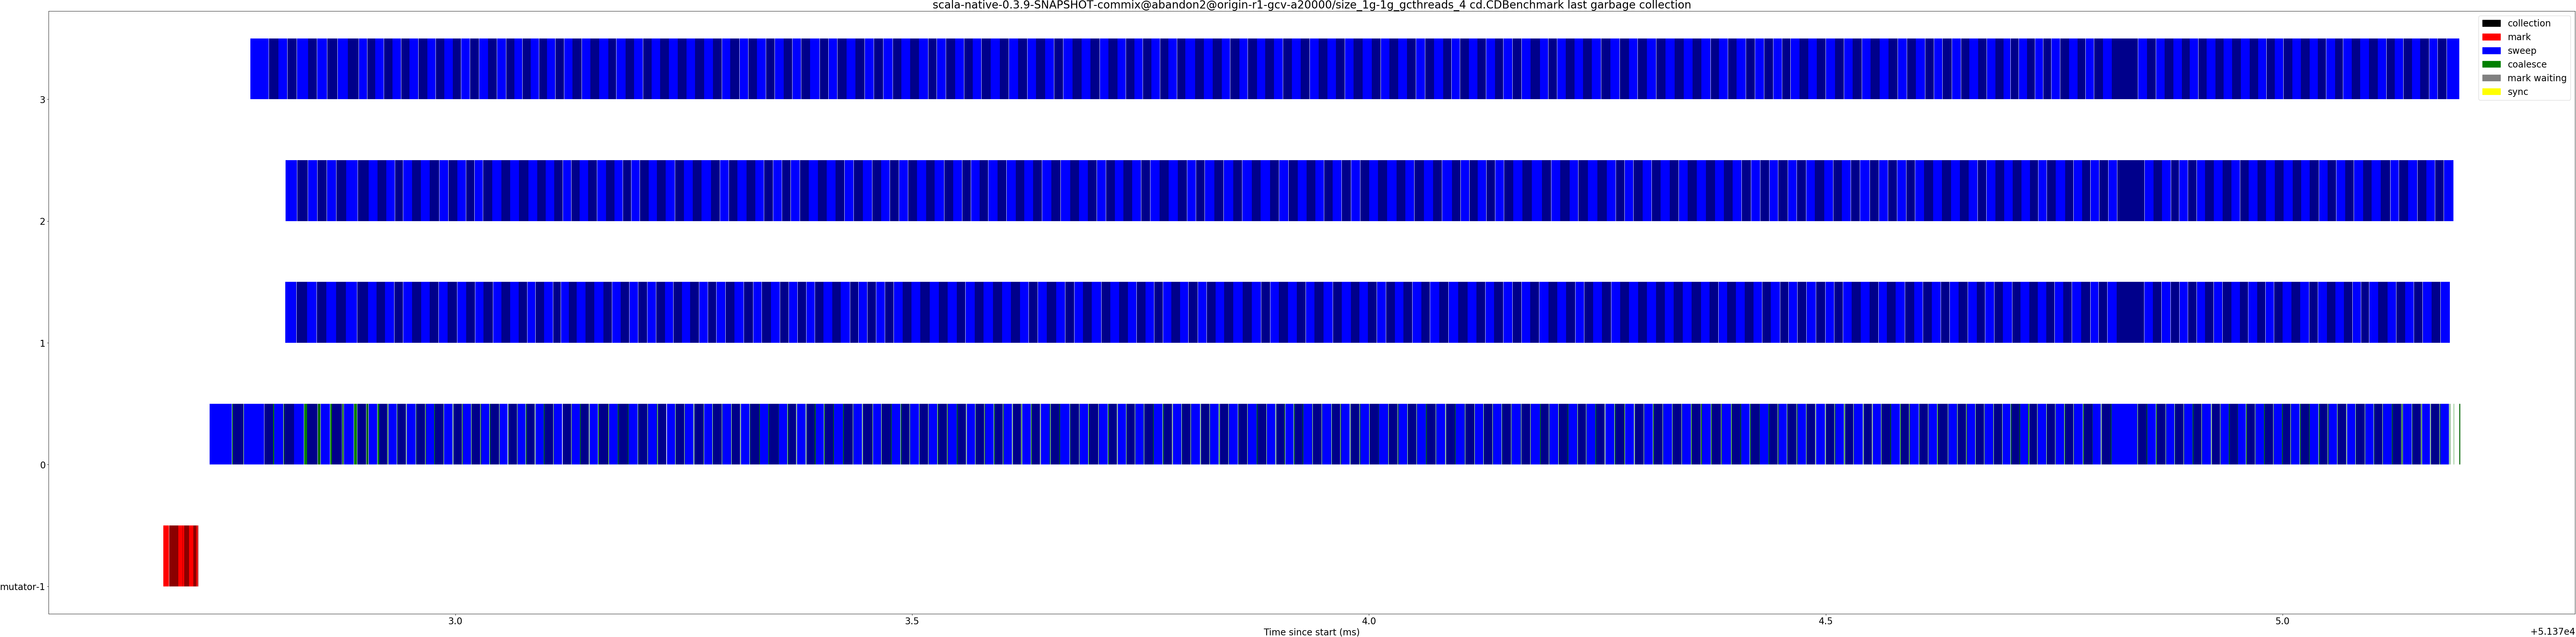 scala-native-0.3.9-SNAPSHOT-commix@abandon2@origin-r1-gcv-a20000/size_1g-1g_gcthreads_4 cd.CDBenchmark last garbage collection
collection
mark
sweep
coalesce
mark waiting
sync
3
2
1
0
mutator-1
3.0
3.5
4.0
4.5
5.0
Time since start (ms)
+5.137e4